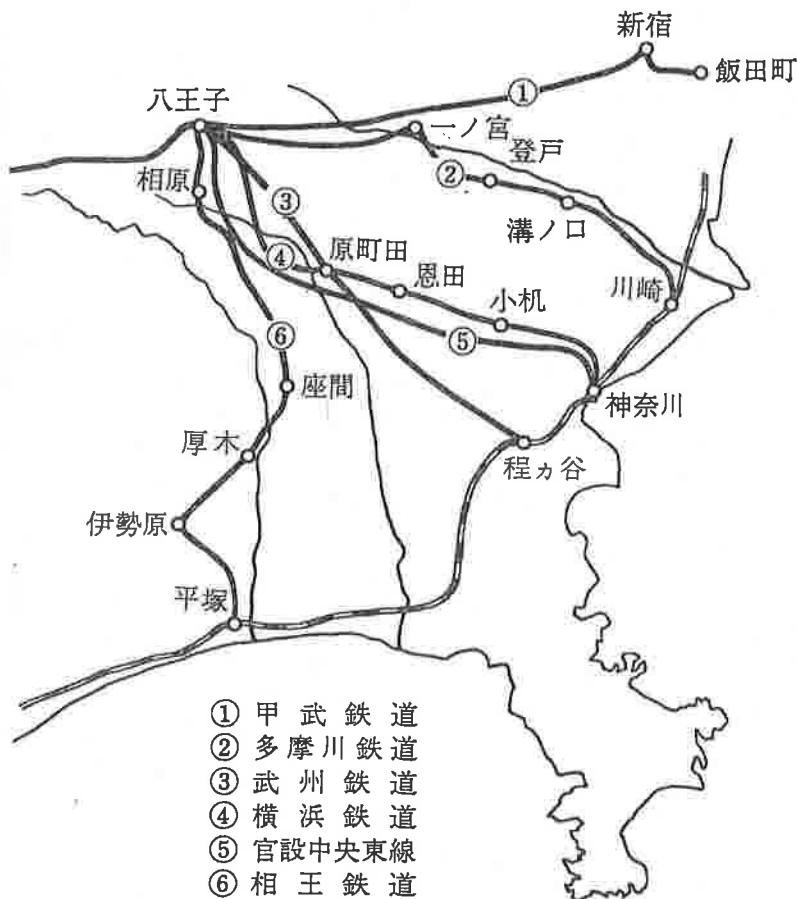 新宿
飯田町
①
八王子
一ノ宮
登戸
②
相原
③
溝ノ口
④
原町田
恩田
小机
川崎
⑤
⑥
座間
神奈川
厚木
程ヵ谷
伊勢原
平塚
① 甲武鉄道
② 多摩川鉄道
③ 武州鉄道
④ 横浜鉄道
⑤ 官設中央東線
⑥ 相王鉄道